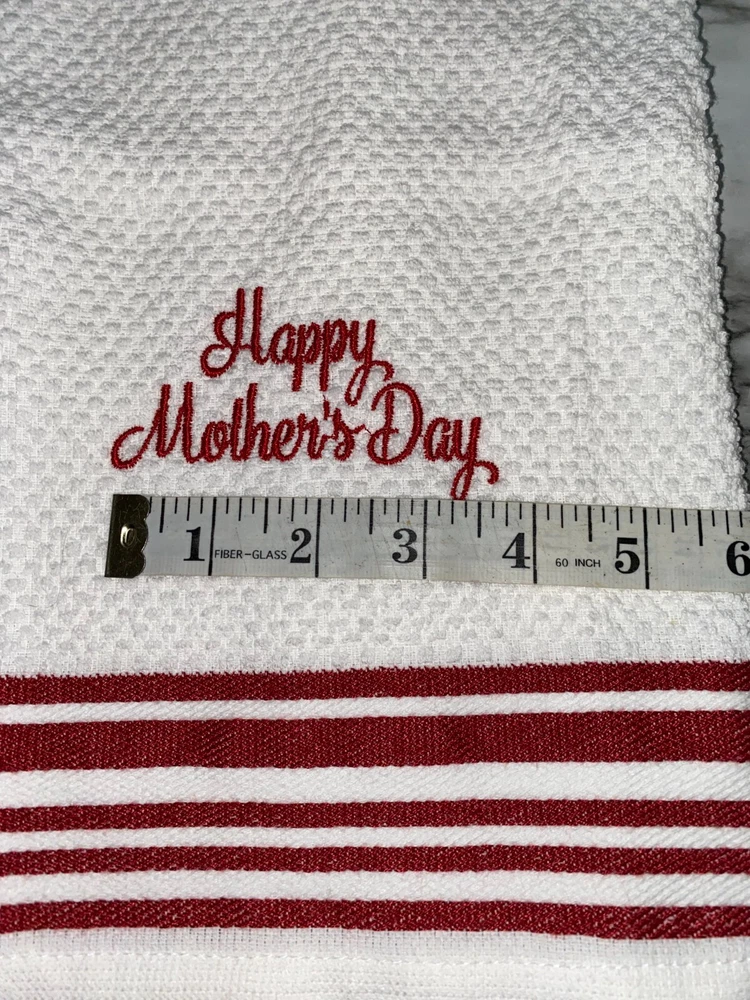 Happy
Mother's Day
1 FIBER-GLASS 2 3 4 60 INCH 5 6